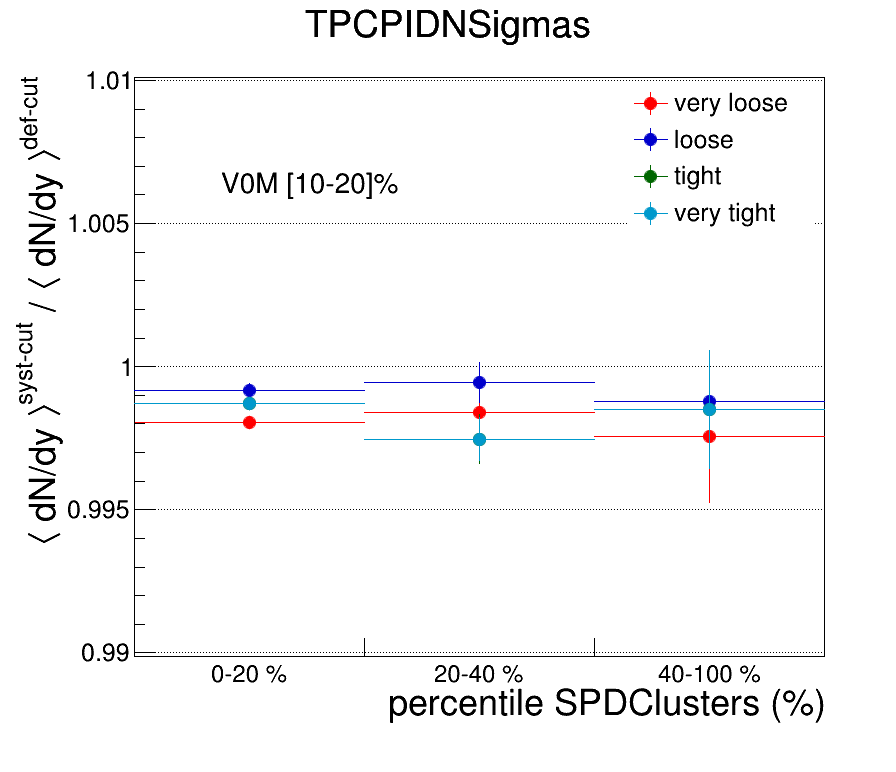 TPCPIDNSigmas
⟨ dN/dy ⟩^syst-cut / ⟨ dN/dy ⟩^def-cut
1.01
1.005
1
0.995
0.99
V0M [10-20]%
very loose
loose
tight
very tight
0-20 %
20-40 %
40-100 %
percentile SPDClusters (%)